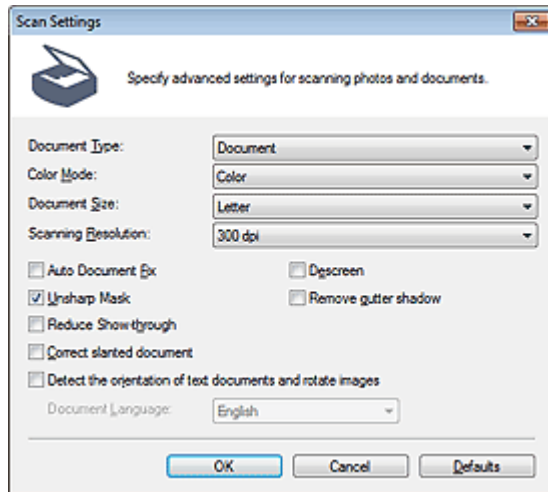 Scan Settings
Specify advanced settings for scanning photos and documents.
Document Type: Document
Color Mode: Color
Document Size: Letter
Scanning Resolution: 300 dpi
Auto Document Fix Descreen
Unsharp Mask Remove gutter shadow
Reduce Show-through
Correct slanted document
Detect the orientation of text documents and rotate images
Document Language: English
OK Cancel Defaults